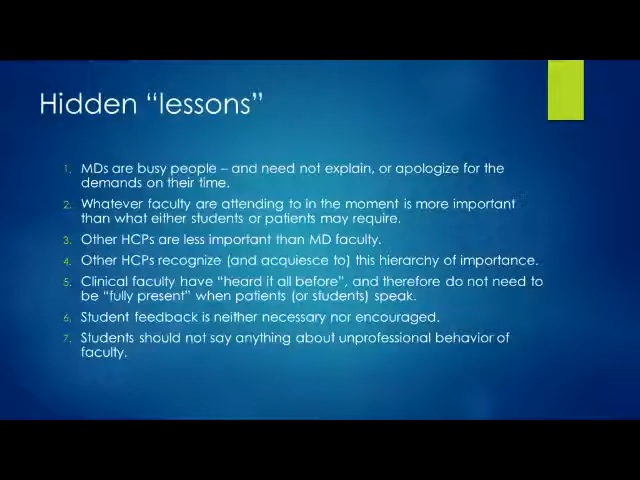 Hidden “lessons”
1. MDs are busy people – and need not explain, or apologize for the
demands on their time.
2. Whatever faculty are attending to in the moment is more important
than what either students or patients may require.
3. Other HCPs are less important than MD faculty.
4. Other HCPs recognize (and acquiesce to) this hierarchy of importance.
5. Clinical faculty have “heard it all before”, and therefore do not need to
be “fully present” when patients (or students) speak.
6. Student feedback is neither necessary nor encouraged.
7. Students should not say anything about unprofessional behavior of
faculty.